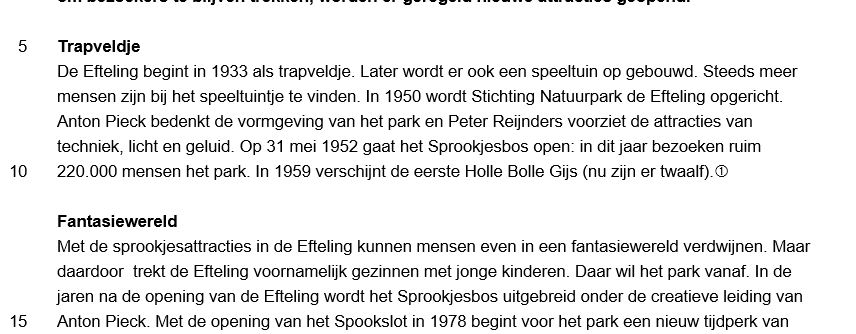 om bezoekers te blijven trekken, worden er geregeld nieuwe attracties geopend.
5 Trapveldje
De Efteling begint in 1933 als trapveldje. Later wordt er ook een speeltuin op gebouwd. Steeds meer
mensen zijn bij het speeltuintje te vinden. In 1950 wordt Stichting Natuurpark de Efteling opgericht.
Anton Pieck bedenkt de vormgeving van het park en Peter Reijnders voorziet de attracties van
techniek, licht en geluid. Op 31 mei 1952 gaat het Sprookjesbos open: in dit jaar bezoeken ruim
10 220.000 mensen het park. In 1959 verschijnt de eerste Holle Bolle Gijs (nu zijn er twaalf).①
Fantasiewereld
Met de sprookjesattracties in de Efteling kunnen mensen even in een fantasiewereld verdwijnen. Maar
daardoor  trekt de Efteling voornamelijk gezinnen met jonge kinderen. Daar wil het park vanaf. In de
jaren na de opening van de Efteling wordt het Sprookjesbos uitgebreid onder de creatieve leiding van
15 Anton Pieck. Met de opening van het Spookslot in 1978 begint voor het park een nieuw tijdperk van